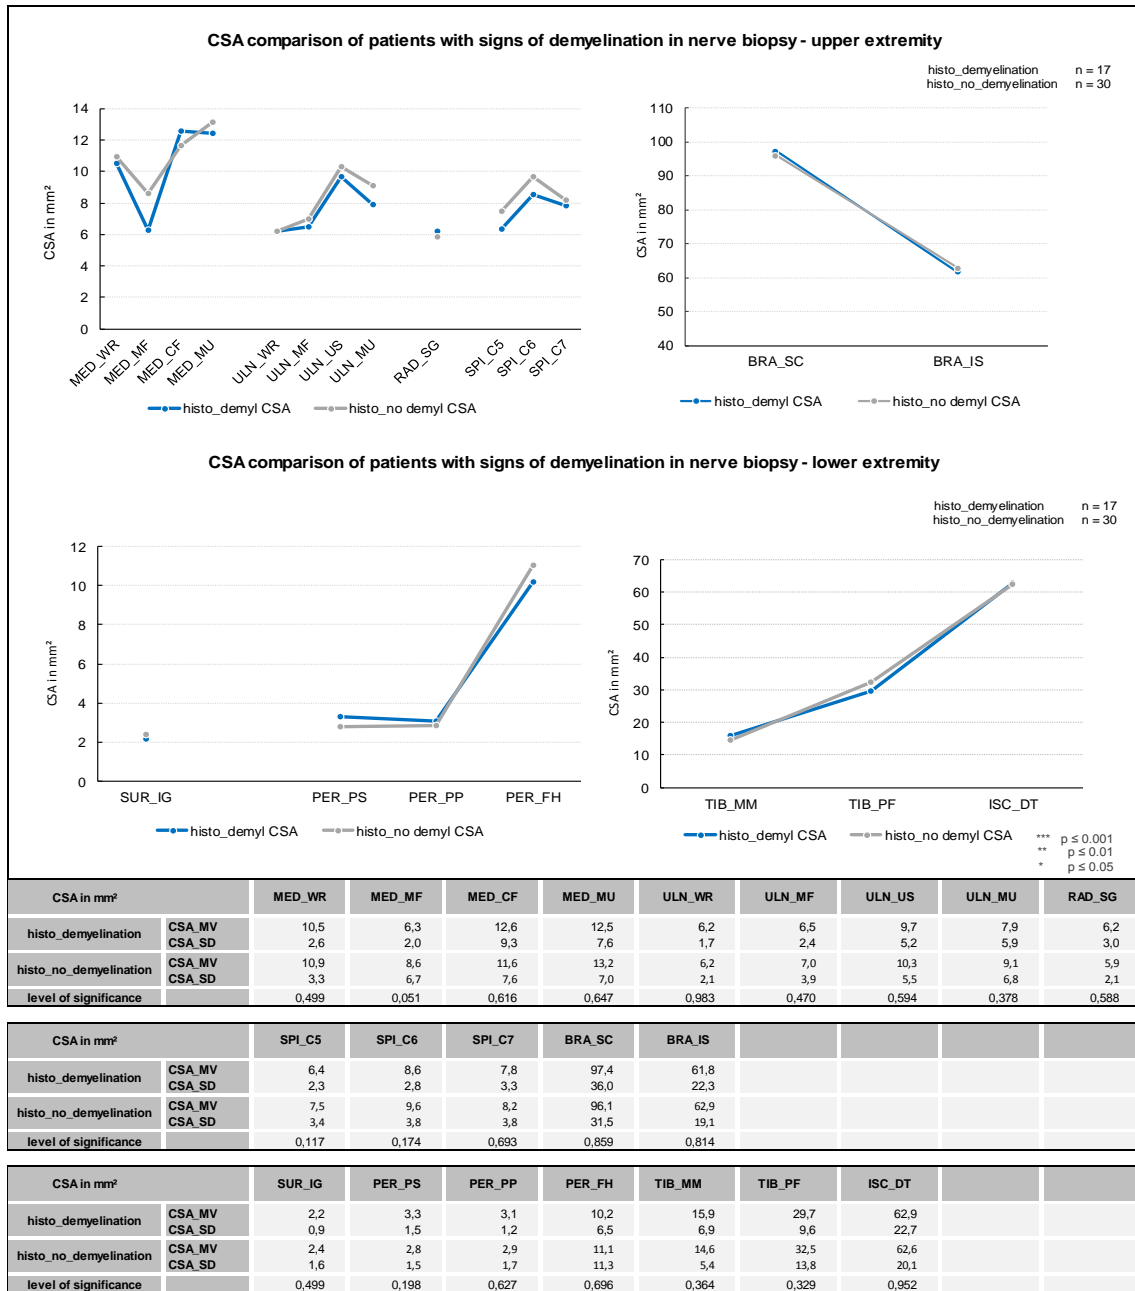 CSA comparison of patients with signs of demyelination in nerve biopsy - upper extremity
histo_demyelination n = 17
histo_no_demyelination n = 30
CSA in mm²
14
12
10
8
6
4
2
0
MED_WR MED_MF MED_CF MED_MU ULN_WR ULN_MF ULN_US ULN_MU RAD_SG SPI_C5 SPI_C6 SPI_C7
histo_demyl CSA histo_no demyl CSA
CSA in mm²
110
100
90
80
70
60
50
40
BRA_SC BRA_IS
histo_demyl CSA histo_no demyl CSA
CSA comparison of patients with signs of demyelination in nerve biopsy - lower extremity
histo_demyelination n = 17
histo_no_demyelination n = 30
CSA in mm²
12
10
8
6
4
2
0
SUR_IG PER_PS PER_PP PER_FH
histo_demyl CSA histo_no demyl CSA
CSA in mm²
70
60
50
40
30
20
10
0
TIB_MM TIB_PF ISC_DT
histo_demyl CSA histo_no demyl CSA
*** p ≤ 0.001
** p ≤ 0.01
* p ≤ 0.05
CSA in mm² MED_WR MED_MF MED_CF MED_MU ULN_WR ULN_MF ULN_US ULN_MU RAD_SG
histo_demyelination CSA_MV 10,5 6,3 12,6 12,5 6,2 6,5 9,7 7,9 6,2
CSA_SD 2,6 2,0 9,3 7,6 1,7 2,4 5,2 5,9 3,0
histo_no_demyelination CSA_MV 10,9 8,6 11,6 13,2 6,2 7,0 10,3 9,1 5,9
CSA_SD 3,3 6,7 7,6 7,0 2,1 3,9 5,5 6,8 2,1
level of significance 0,499 0,051 0,616 0,647 0,983 0,470 0,594 0,378 0,588
CSA in mm² SPI_C5 SPI_C6 SPI_C7 BRA_SC BRA_IS
histo_demyelination CSA_MV 6,4 8,6 7,8 97,4 61,8
CSA_SD 2,3 2,8 3,3 36,0 22,3
histo_no_demyelination CSA_MV 7,5 9,6 8,2 96,1 62,9
CSA_SD 3,4 3,8 3,8 31,5 19,1
level of significance 0,117 0,174 0,693 0,859 0,814
CSA in mm² SUR_IG PER_PS PER_PP PER_FH TIB_MM TIB_PF ISC_DT
histo_demyelination CSA_MV 2,2 3,3 3,1 10,2 15,9 29,7 62,9
CSA_SD 0,9 1,5 1,2 6,5 6,9 9,6 22,7
histo_no_demyelination CSA_MV 2,4 2,8 2,9 11,1 14,6 32,5 62,6
CSA_SD 1,6 1,5 1,7 11,3 5,4 13,8 20,1
level of significance 0,499 0,198 0,627 0,696 0,364 0,329 0,952